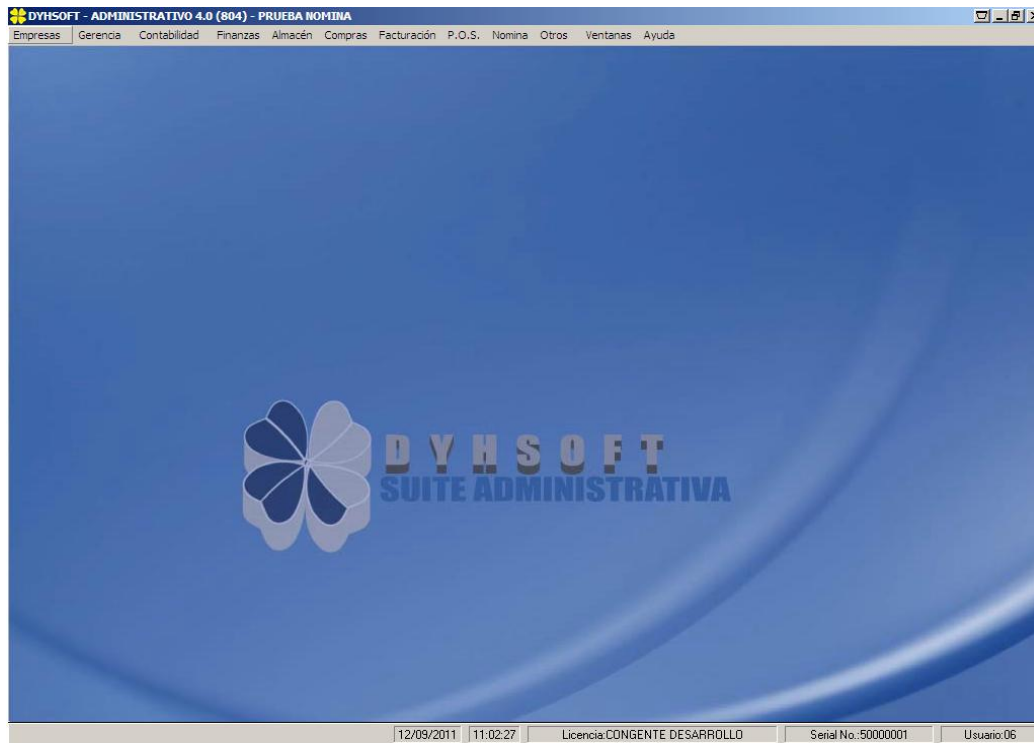 DYHSOFT - ADMINISTRATIVO 4.0 (804) - PRUEBA NOMINA
Empresas Gerencia Contabilidad Finanzas Almacén Compras Facturación P.O.S. Nomina Otros Ventanas Ayuda
DYHSOFT
SUITE ADMINISTRATIVA
12/09/2011 11:02:27 Licencia:CONGENTE DESARROLLO Serial No.:50000001 Usuario:06